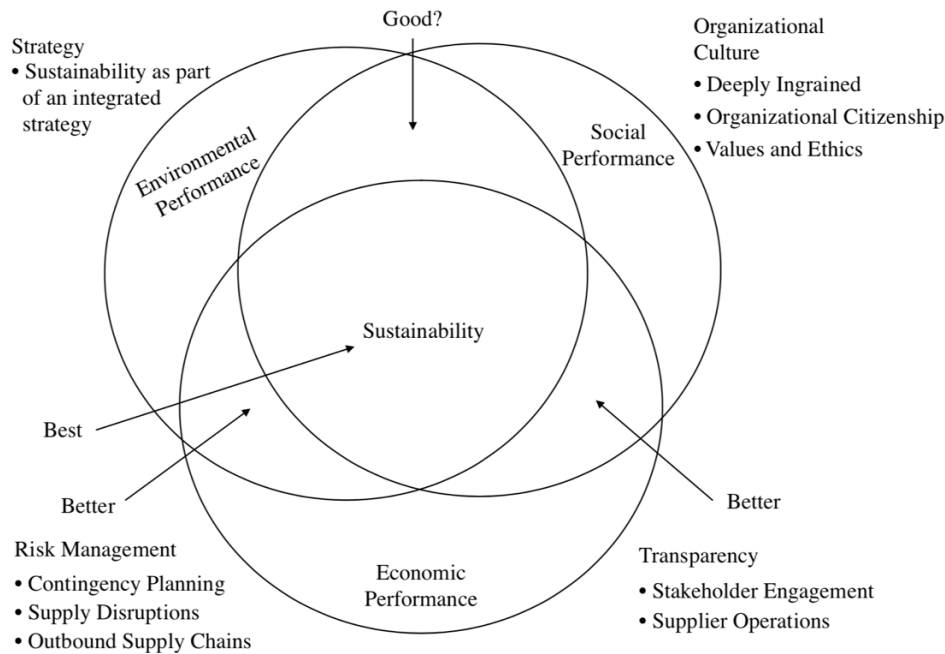 Good?
Strategy
• Sustainability as part
of an integrated
strategy
Organizational
Culture
• Deeply Ingrained
• Organizational Citizenship
• Values and Ethics
Environmental
Performance
Social
Performance
Sustainability
Best
Better
Better
Risk Management
• Contingency Planning
• Supply Disruptions
• Outbound Supply Chains
Economic
Performance
Transparency
• Stakeholder Engagement
• Supplier Operations